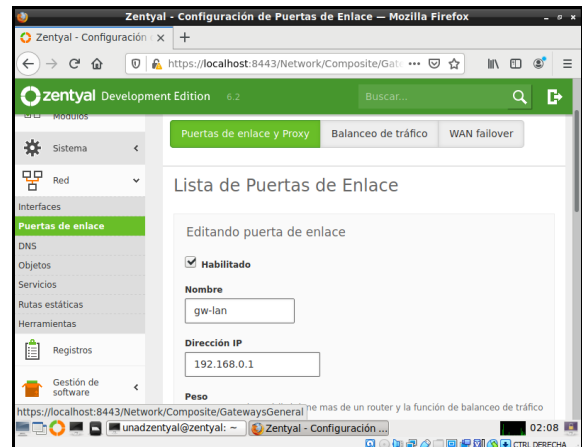 Zentyal - Configuración de Puertas de Enlace — Mozilla Firefox
Zentyal - Configuración
https://localhost:8443/Network/Composite/Gat
zentyal Development Edition 6.2
Buscar...
Módulos
Sistema
Red
Interfaces
Puertas de enlace
DNS
Objetos
Servicios
Rutas estáticas
Herramientas
Registros
Gestión de
software
Puertas de enlace y Proxy
Balanceo de tráfico
WAN failover
Lista de Puertas de Enlace
Editando puerta de enlace
Habilitado
Nombre
gw-lan
Dirección IP
192.168.0.1
Peso
ne mas de un router y la función de balanceo de tráfico
https://localhost:8443/Network/Composite/GatewaysGeneral
unadzentyal@zentyal: ~
Zentyal - Configuración ...
02:08
CTRL DERECHA